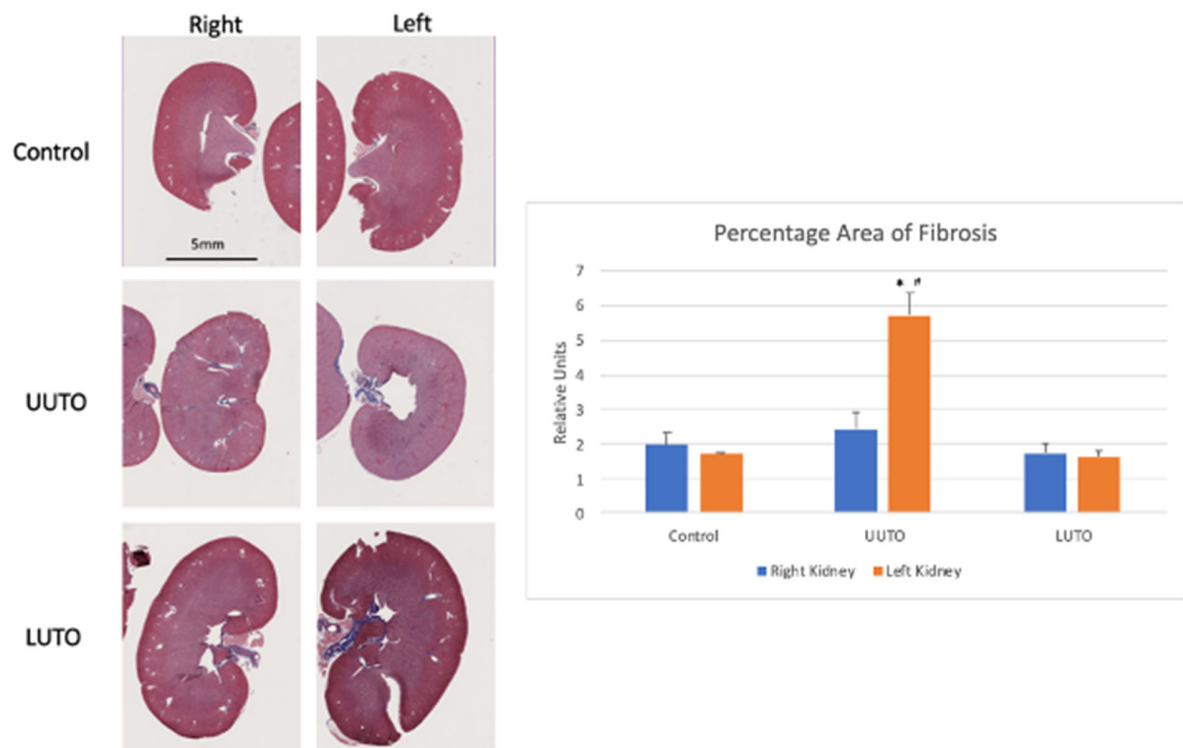 Right Left
Control
5mm
UUTO
LUTO
Percentage Area of Fibrosis
Relative Units
7
6
5
4
3
2
1
0
*
Control UUTO LUTO
Right Kidney Left Kidney